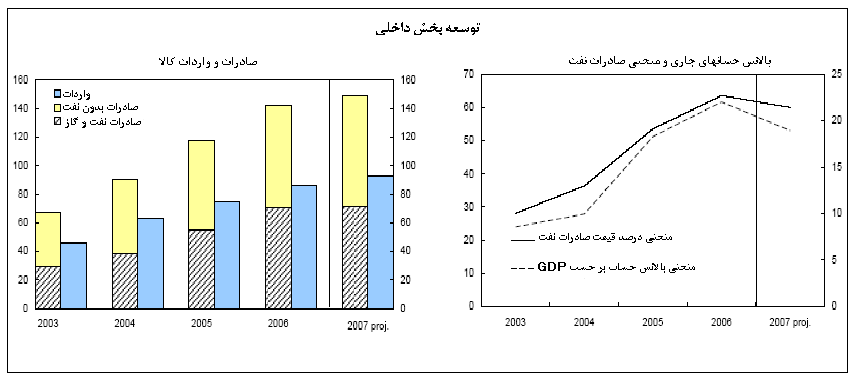 توسعه پخش داخلی
صادرات و واردات کالا
160 160
140 140
120 120
100 100
80 80
60 60
40 40
20 20
0 0
واردات
صادرات بدون نفت
صادرات نفت و گاز
2003 2004 2005 2006 2007 proj.
بالانس حسابهای جاری و منحنی صادرات نفت
70 25
60 20
50 15
40 10
30 5
20 0
10
0
منحنی درصد قیمت صادرات نفت
منحنی بالانس حساب بر حسب GDP
2003 2004 2005 2006 2007 proj.